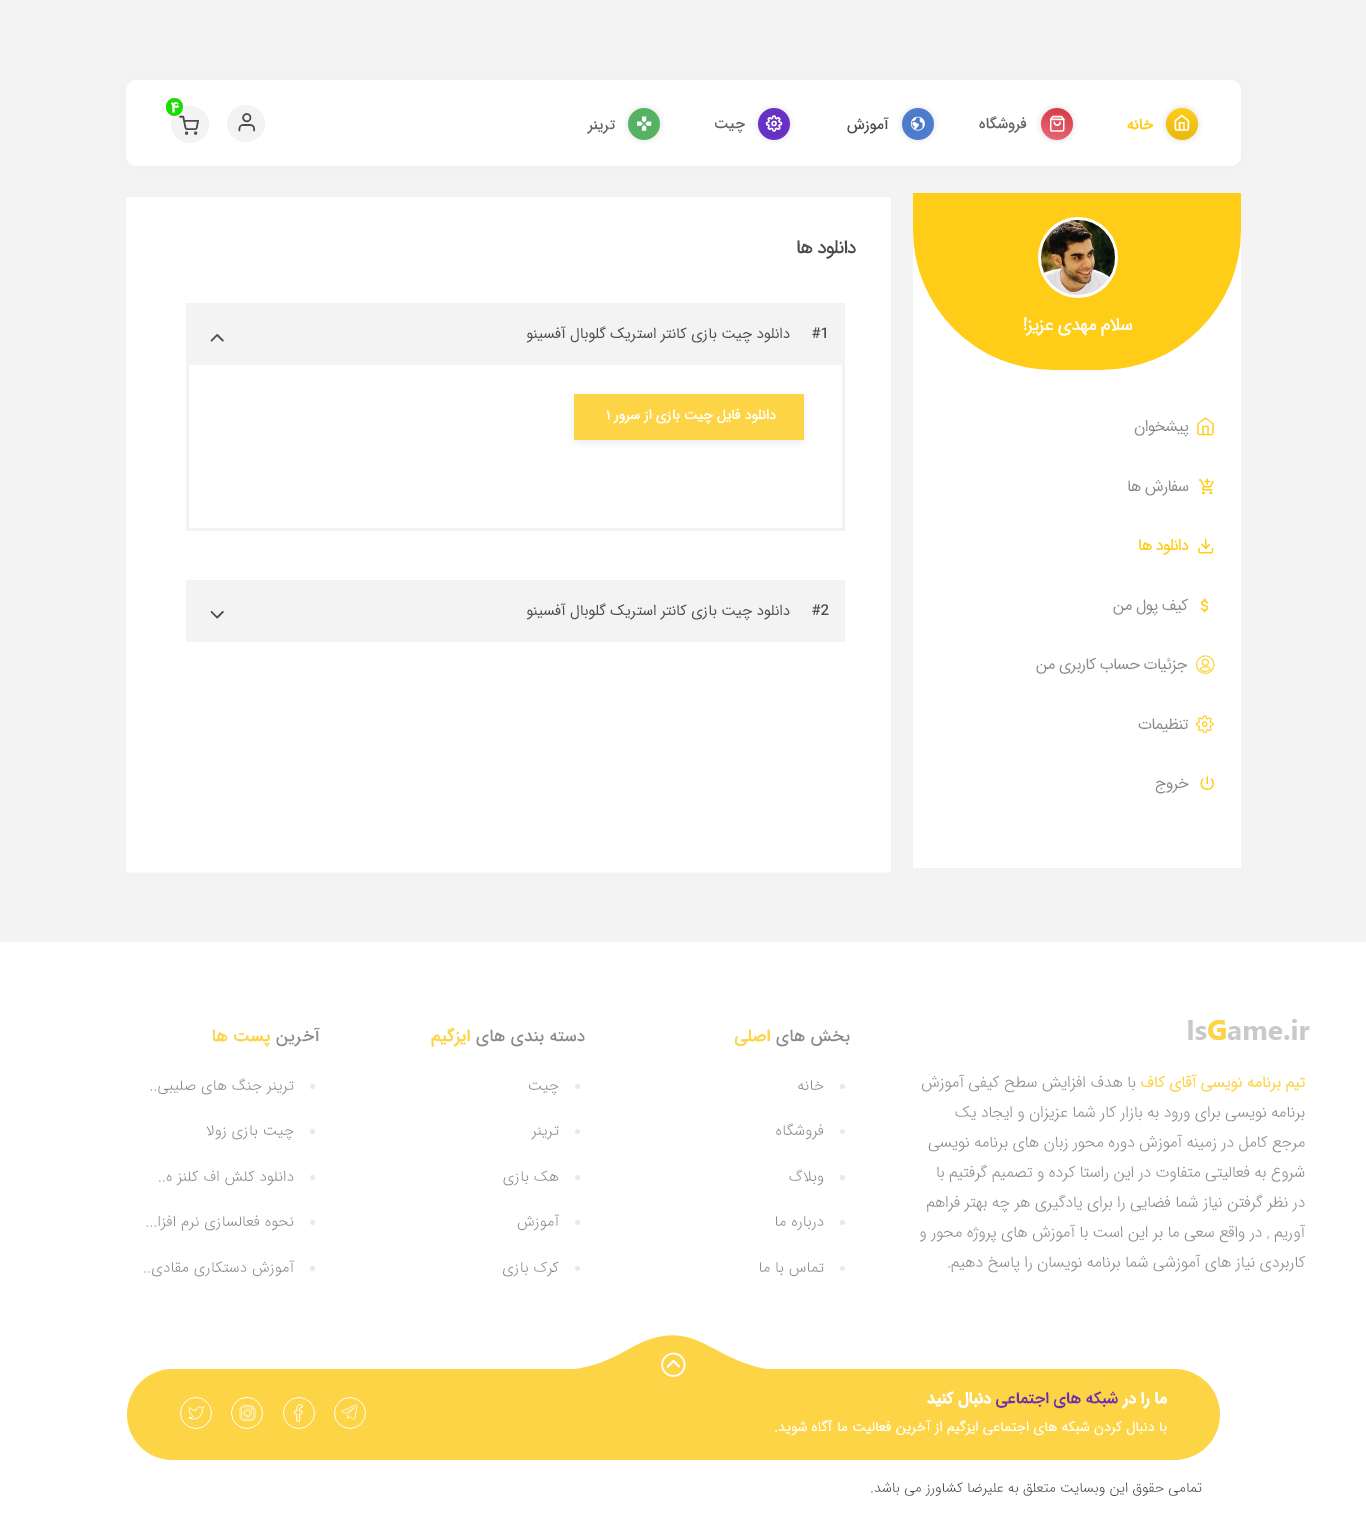 خانه
فروشگاه
آموزش
چیت
ترینر
۴
سلام مهدی عزیز!
پیشخوان
سفارش ها
دانلود ها
کیف پول من
جزئیات حساب کاربری من
تنظیمات
خروج
دانلود ها
#1 دانلود چیت بازی کانتر استریک گلوبال آفسینو
دانلود فایل چیت بازی از سرور ۱
#2 دانلود چیت بازی کانتر استریک گلوبال آفسینو
IsGame.ir
تیم برنامه نویسی آقای کاف با هدف افزایش سطح کیفی آموزش
برنامه نویسی برای ورود به بازار کار شما عزیزان و ایجاد یک
مرجع کامل در زمینه آموزش دوره محور زبان های برنامه نویسی
شروع به فعالیتی متفاوت در این راستا کرده و تصمیم گرفتیم با
در نظر گرفتن نیاز شما فضایی را برای یادگیری هر چه بهتر فراهم
آوریم , در واقع سعی ما بر این است با آموزش های پروژه محور و
کاربردی نیاز های آموزشی شما برنامه نویسان را پاسخ دهیم.
بخش های اصلی
خانه
فروشگاه
وبلاگ
درباره ما
تماس با ما
دسته بندی های ایزگیم
چیت
ترینر
هک بازی
آموزش
کرک بازی
آخرین پست ها
ترینر جنگ های صلیبی..
چیت بازی زولا
دانلود کلش اف کلنز ه..
نحوه فعالسازی نرم افزا...
آموزش دستکاری مقادی..
ما را در شبکه های اجتماعی دنبال کنید
با دنبال کردن شبکه های اجتماعی ایزگیم از آخرین فعالیت ما آگاه شوید.
تمامی حقوق این وبسایت متعلق به علیرضا کشاورز می باشد.